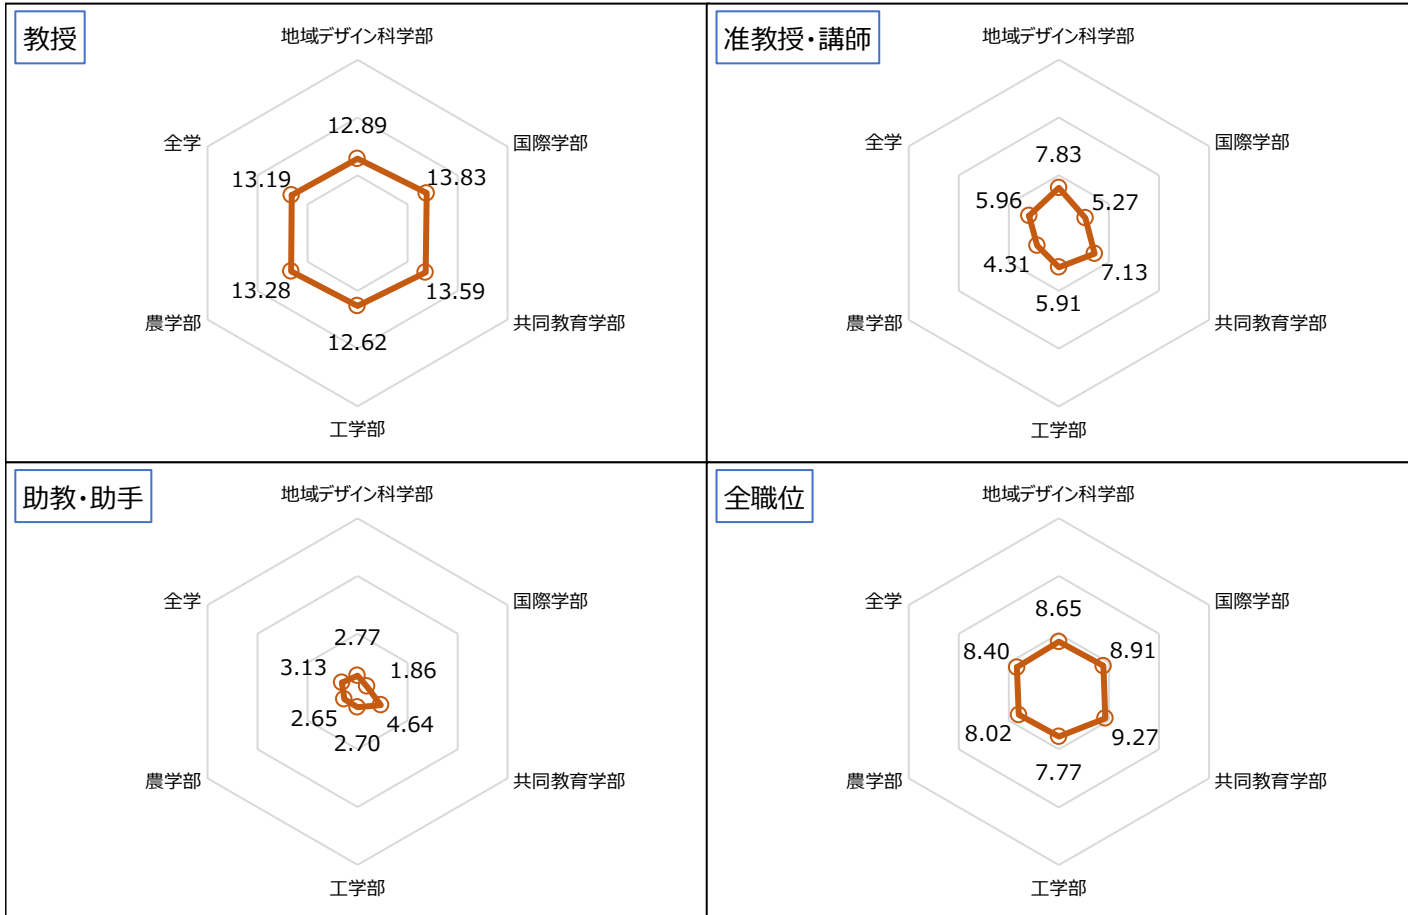 教授
地域デザイン科学部
12.89
全学
国際学部
13.19
13.83
13.28
13.59
農学部
共同教育学部
12.62
工学部
准教授・講師
地域デザイン科学部
7.83
全学
国際学部
5.96
5.27
4.31
7.13
農学部
共同教育学部
5.91
工学部
助教・助手
地域デザイン科学部
2.77
全学
国際学部
3.13
1.86
2.65
4.64
2.70
農学部
共同教育学部
工学部
全職位
地域デザイン科学部
8.65
全学
国際学部
8.40
8.91
8.02
9.27
7.77
農学部
共同教育学部
工学部